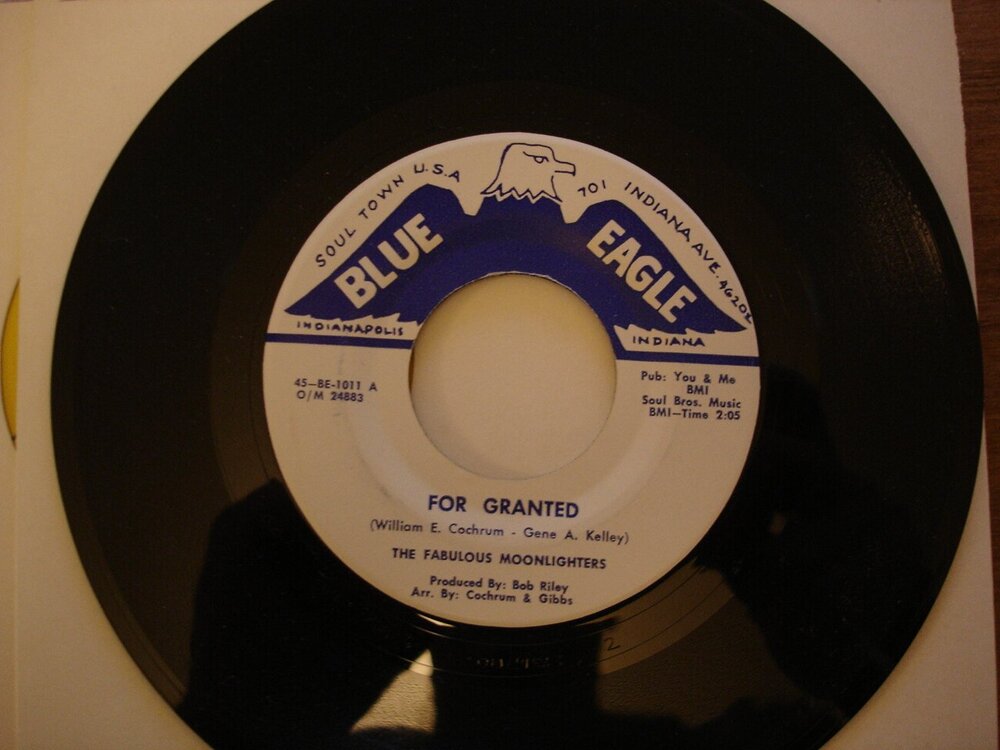 SOUL TOWN U.S.A
701 INDIANA AVE. 46202
BLUE EAGLE
INDIANAPOLIS INDIANA
45-BE-1011 A
O/M 24883
Pub: You & Me
BMI
Soul Bros. Music
BMI-Time 2:05
FOR GRANTED
(William E. Cochrum - Gene A. Kelley)
THE FABULOUS MOONLIGHTERS
Produced By: Bob Riley
Arr. By: Cochrum & Gibbs